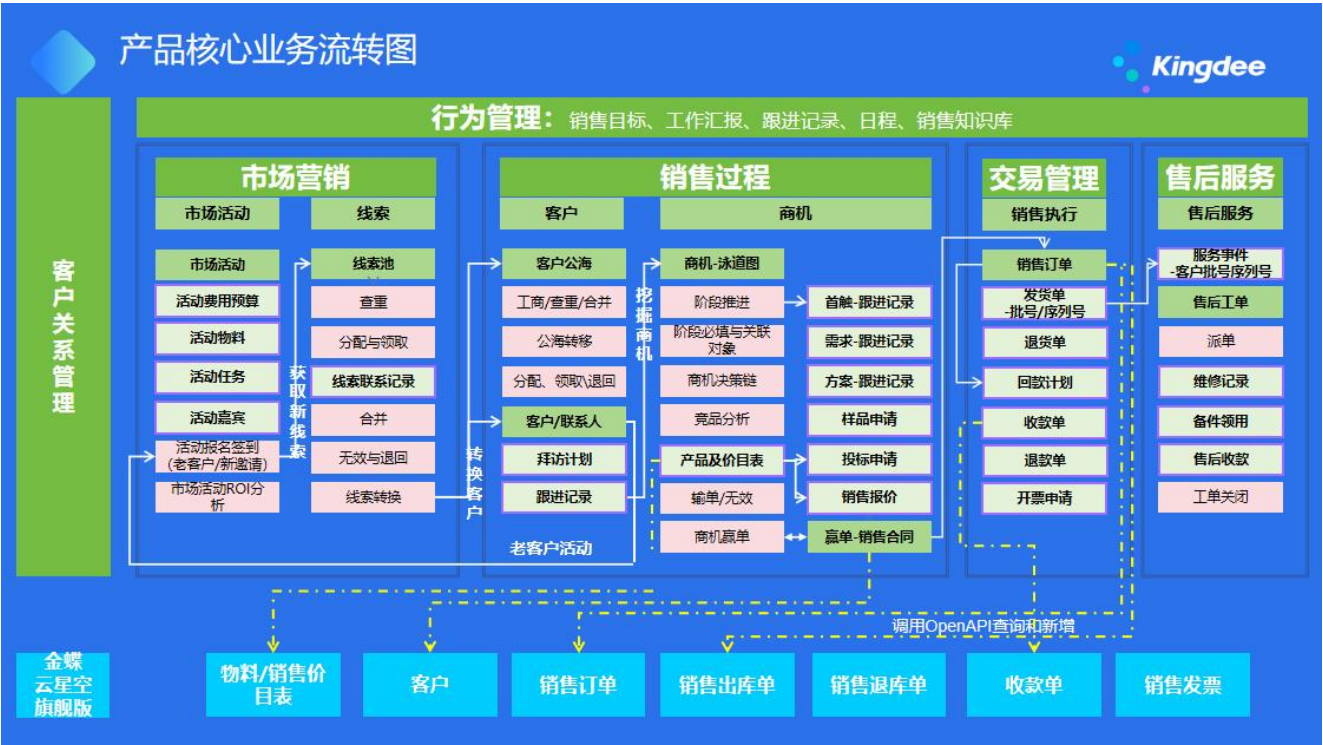 产品核心业务流转图
Kingdee
客户关系管理
行为管理：销售目标、工作汇报、跟进记录、日程、销售知识库
市场营销
市场活动
线索
市场活动
活动费用预算
活动物料
活动任务
活动嘉宾
活动报名签到
(老客户/新邀请)
市场活动ROI分
析
获取新线索
线索池
查重
分配与领取
线索联系记录
合并
无效与退回
线索转换
转换客户
销售过程
客户
商机
客户公海
工商/查重/合并
公海转移
分配、领取\退回
客户/联系人
拜访计划
跟进记录
老客户活动
挖掘商机
商机-泳道图
阶段推进
阶段必填与关联
对象
商机决策链
竞品分析
产品及价目表
输单/无效
商机赢单
首触-跟进记录
需求-跟进记录
方案-跟进记录
样品申请
投标申请
销售报价
赢单-销售合同
交易管理
销售执行
销售订单
发货单
-批号/序列号
退货单
回款计划
收款单
退款单
开票申请
售后服务
售后服务
服务事件
-客户批号序列号
售后工单
派单
维修记录
备件领用
售后收款
工单关闭
调用OpenAPI查询和新增
金蝶
云星空
旗舰版
物料/销售价
目表
客户
销售订单
销售出库单
销售退库单
收款单
销售发票